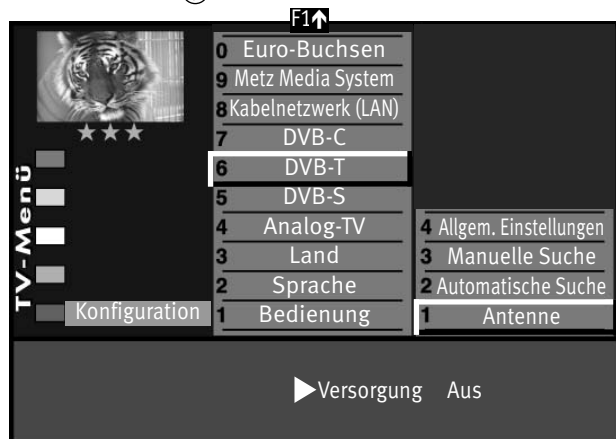 F1↑
0 Euro-Buchsen
9 Metz Media System
8 Kabelnetzwerk (LAN)
7 DVB-C
6 DVB-T
5 DVB-S
4 Analog-TV
3 Land
2 Sprache
1 Bedienung
4 Allgem. Einstellungen
3 Manuelle Suche
2 Automatische Suche
1 Antenne
TV-Menü
Konfiguration
▶Versorgung Aus